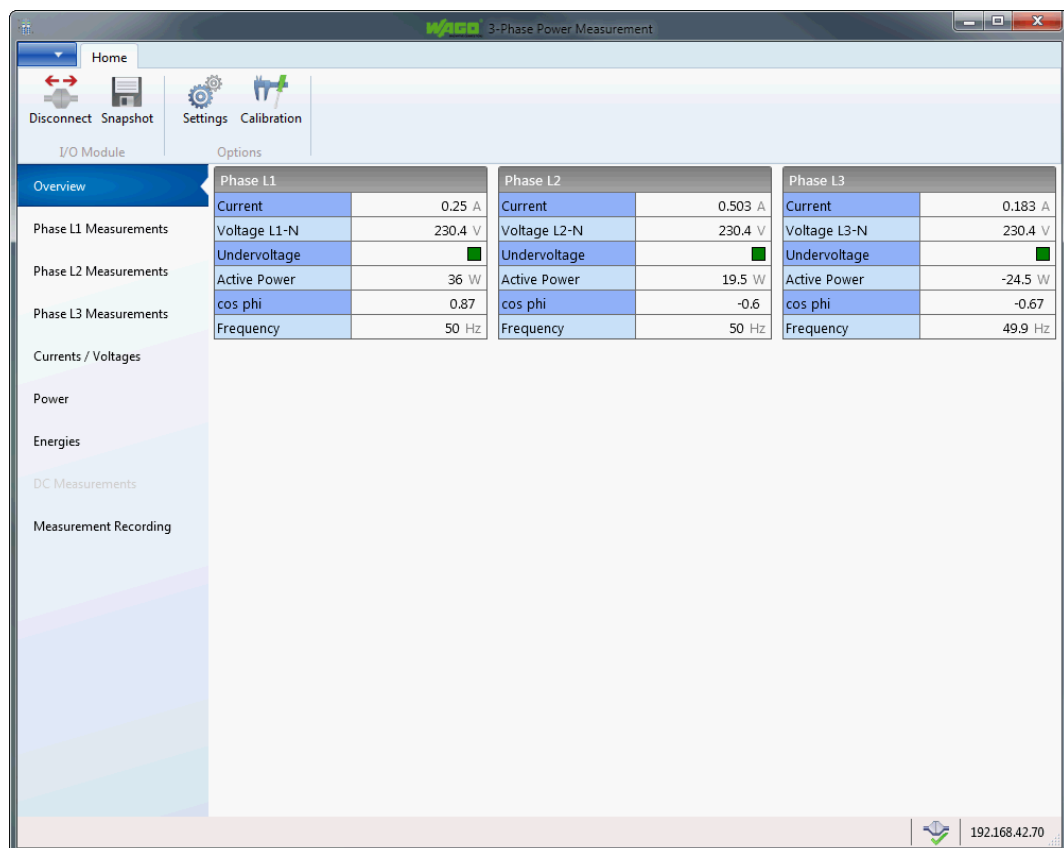 WAGO 3-Phase Power Measurement
Home
Disconnect Snapshot Settings Calibration
I/O Module Options
Overview
Phase L1 Measurements
Phase L2 Measurements
Phase L3 Measurements
Currents / Voltages
Power
Energies
DC Measurements
Measurement Recording
Phase L1
Current 0.25 A
Voltage L1-N 230.4 V
Undervoltage
Active Power 36 W
cos phi 0.87
Frequency 50 Hz
Phase L2
Current 0.503 A
Voltage L2-N 230.4 V
Undervoltage
Active Power 19.5 W
cos phi -0.6
Frequency 50 Hz
Phase L3
Current 0.183 A
Voltage L3-N 230.4 V
Undervoltage
Active Power -24.5 W
cos phi -0.67
Frequency 49.9 Hz
192.168.42.70